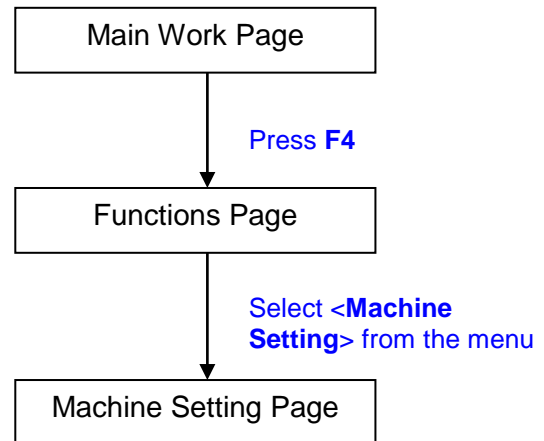 Main Work Page
Press F4
Functions Page
Select <Machine
Setting> from the menu
Machine Setting Page